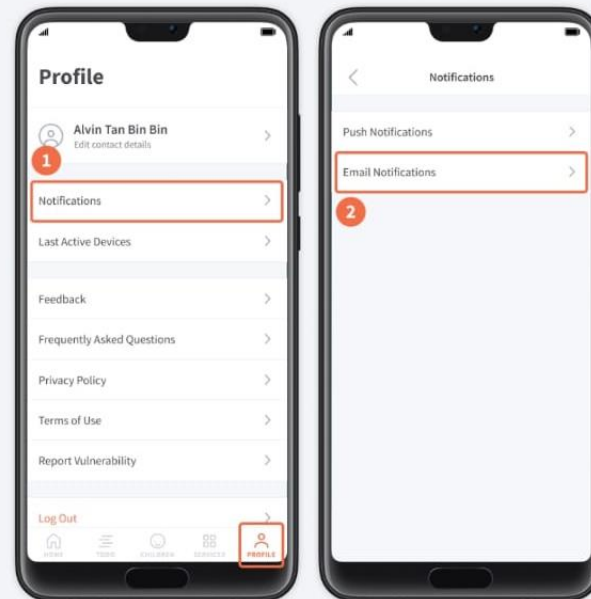 Profile
Alvin Tan Bin Bin
Edit contact details
1
Notifications
Last Active Devices
Feedback
Frequently Asked Questions
Privacy Policy
Terms of Use
Report Vulnerability
Log Out
HOME TODO CHILDREN SERVICES PROFILE
Notifications
Push Notifications
Email Notifications
2